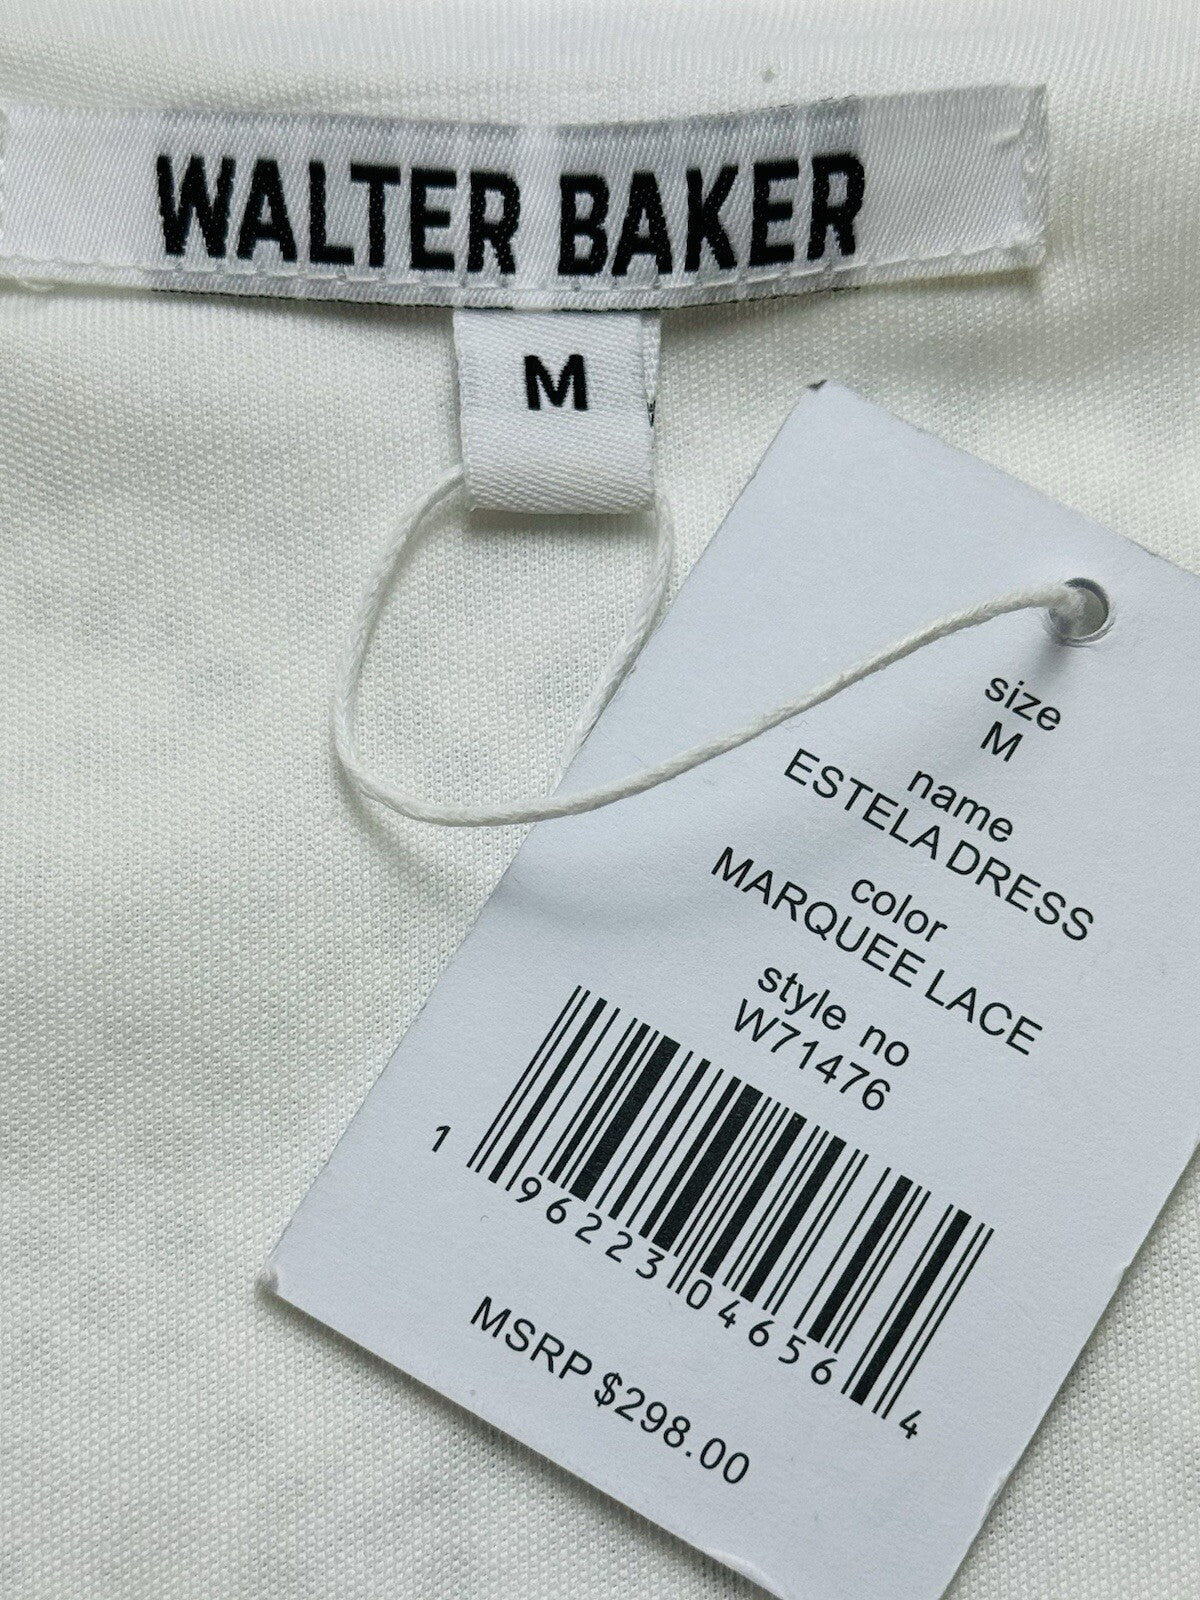 WALTER BAKER
M
size
M
name
ESTELA DRESS
color
MARQUEE LACE
style no
W71476
1 96223 04656 4
MSRP $298.00